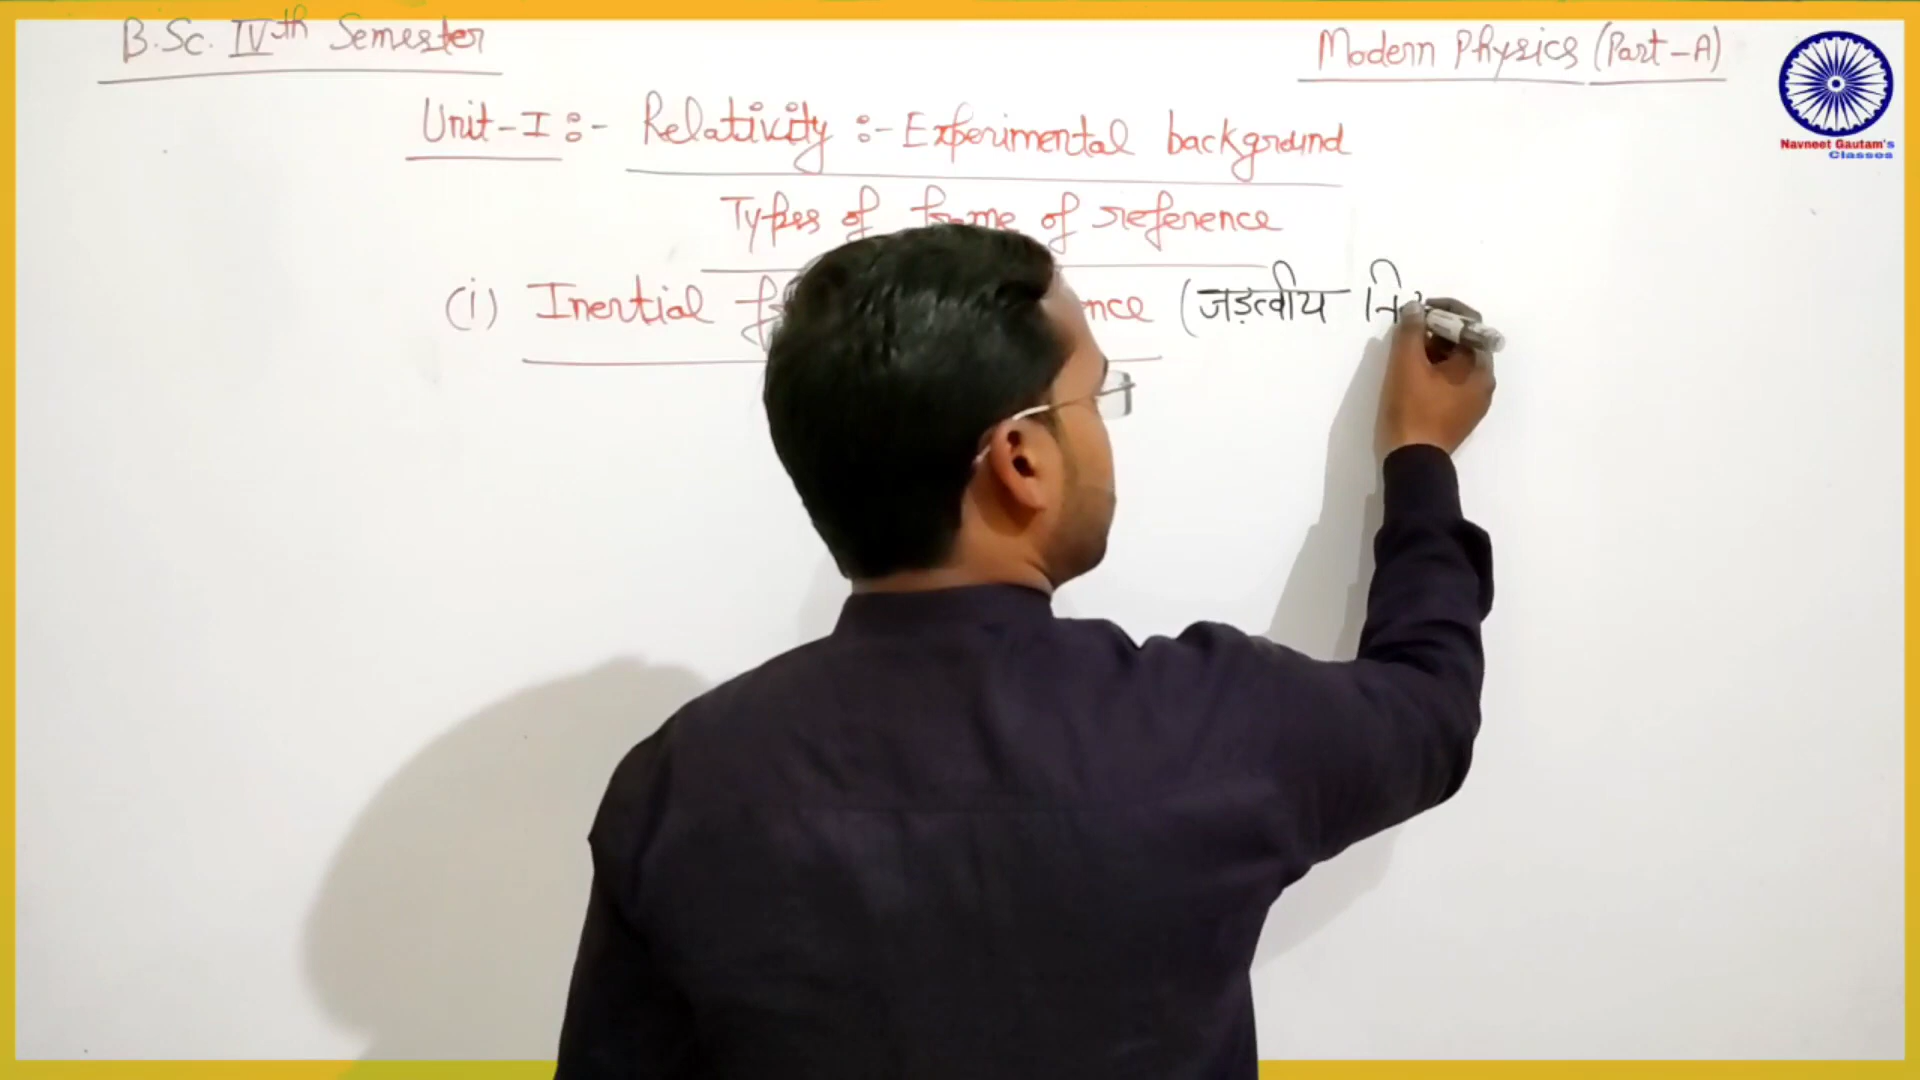 B.Sc. IVth Semester
Modern Physics (Part-A)
Navneet Gautam's
Classes
Unit-I :- Relativity :- Experimental background
Types of frame of reference
(i) Inertial (जड़त्वीय